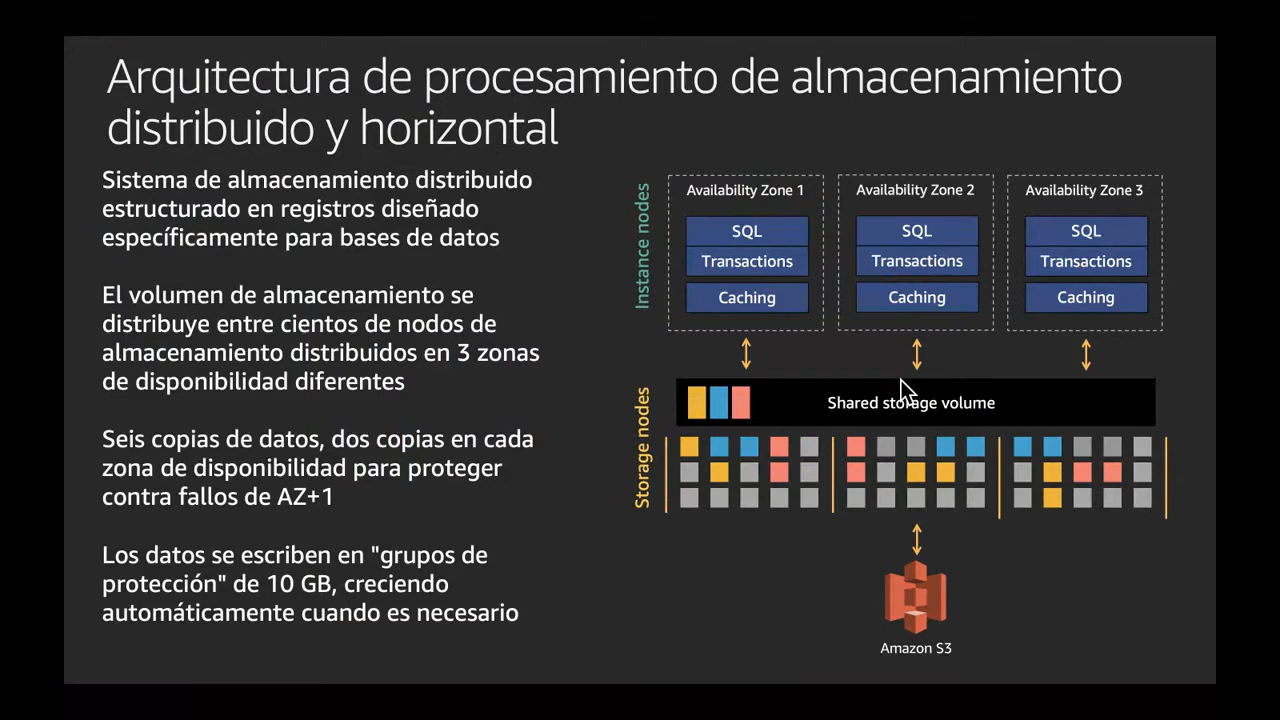 Arquitectura de procesamiento de almacenamiento
distribuido y horizontal
Sistema de almacenamiento distribuido
estructurado en registros diseñado
específicamente para bases de datos
El volumen de almacenamiento se
distribuye entre cientos de nodos de
almacenamiento distribuidos en 3 zonas
de disponibilidad diferentes
Seis copias de datos, dos copias en cada
zona de disponibilidad para proteger
contra fallos de AZ+1
Los datos se escriben en "grupos de
protección" de 10 GB, creciendo
automáticamente cuando es necesario
Instance nodes
Availability Zone 1
SQL
Transactions
Caching
Availability Zone 2
SQL
Transactions
Caching
Availability Zone 3
SQL
Transactions
Caching
Storage nodes
Shared storage volume
Amazon S3